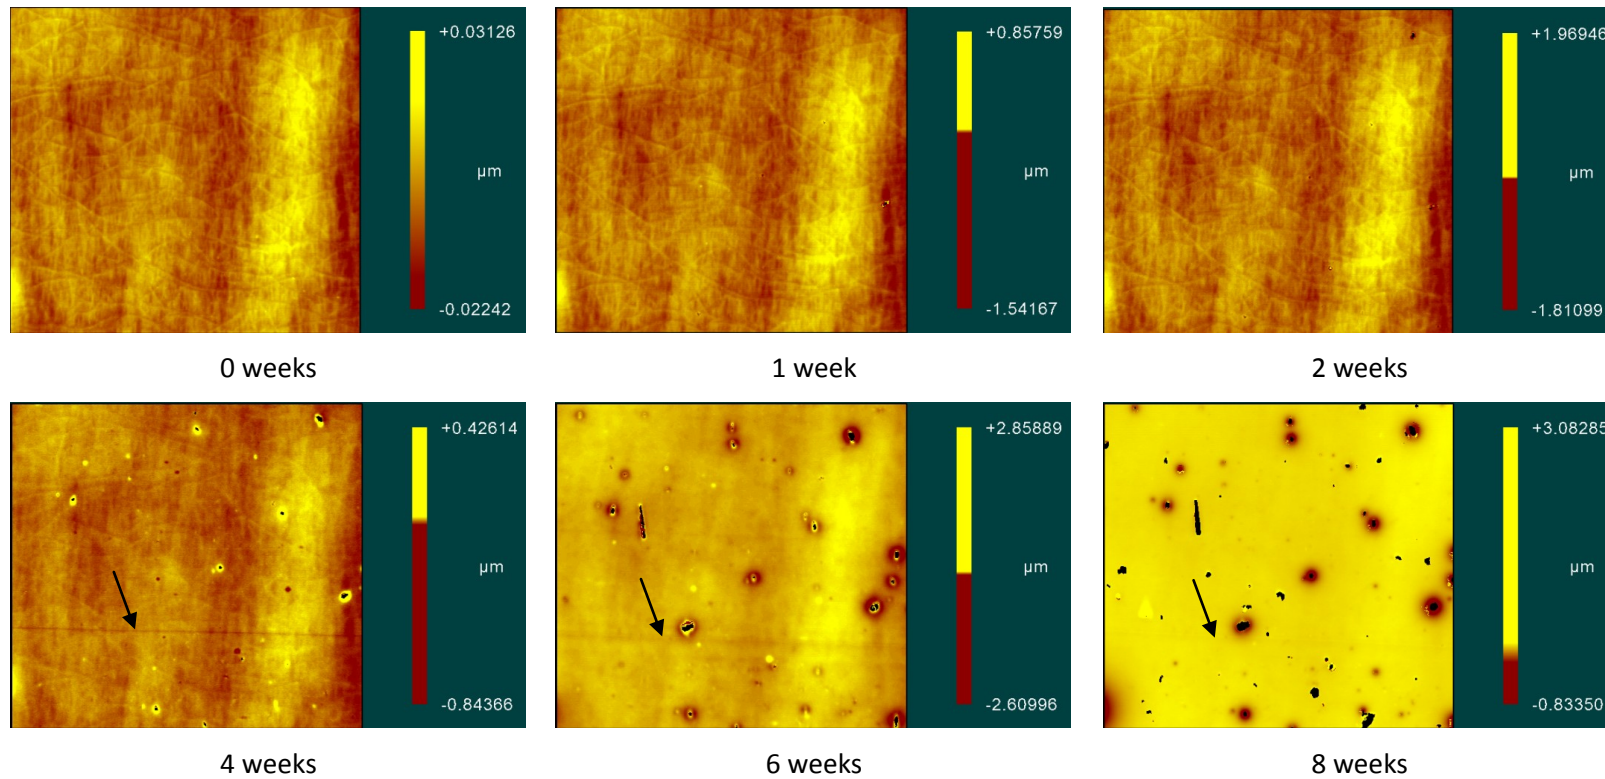 +0.03126
µm
-0.02242
+0.85759
µm
-1.54167
+1.96946
µm
-1.81099
0 weeks
1 week
2 weeks
+0.42614
µm
-0.84366
+2.85889
µm
-2.60996
+3.08285
µm
-0.83350
4 weeks
6 weeks
8 weeks